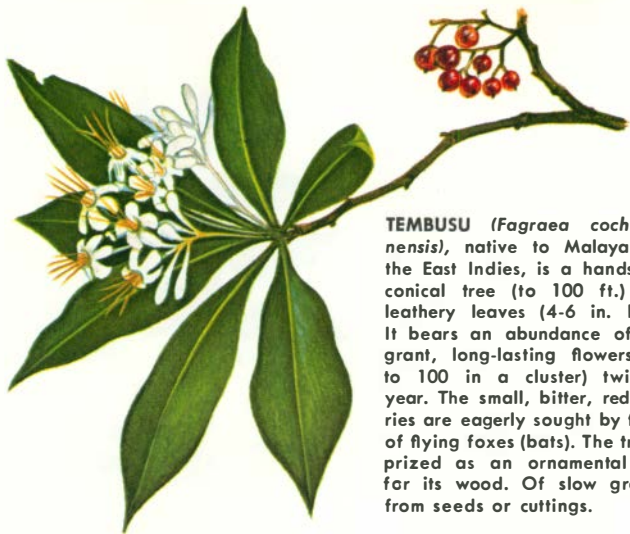 TEMBUSU (Fagraea coch
nensis), native to Malaya
the East Indies, is a hands
conical tree (to 100 ft.)
leathery leaves (4-6 in.
It bears an abundance of
grant, long-lasting flowers
to 100 in a cluster) twi
year. The small, bitter, red
ries are eagerly sought by
of flying foxes (bats). The tr
prized as an ornamental
for its wood. Of slow gr
from seeds or cuttings.